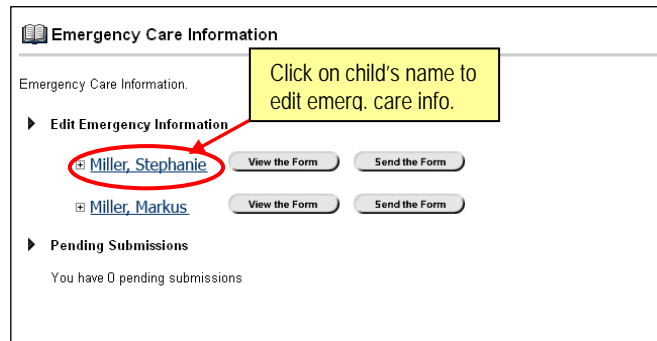 Emergency Care Information
Click on child's name to
edit emerg. care info.
Emergency Care Information.
Edit Emergency Information
Miller, Stephanie View the Form Send the Form
Miller, Markus View the Form Send the Form
Pending Submissions
You have 0 pending submissions